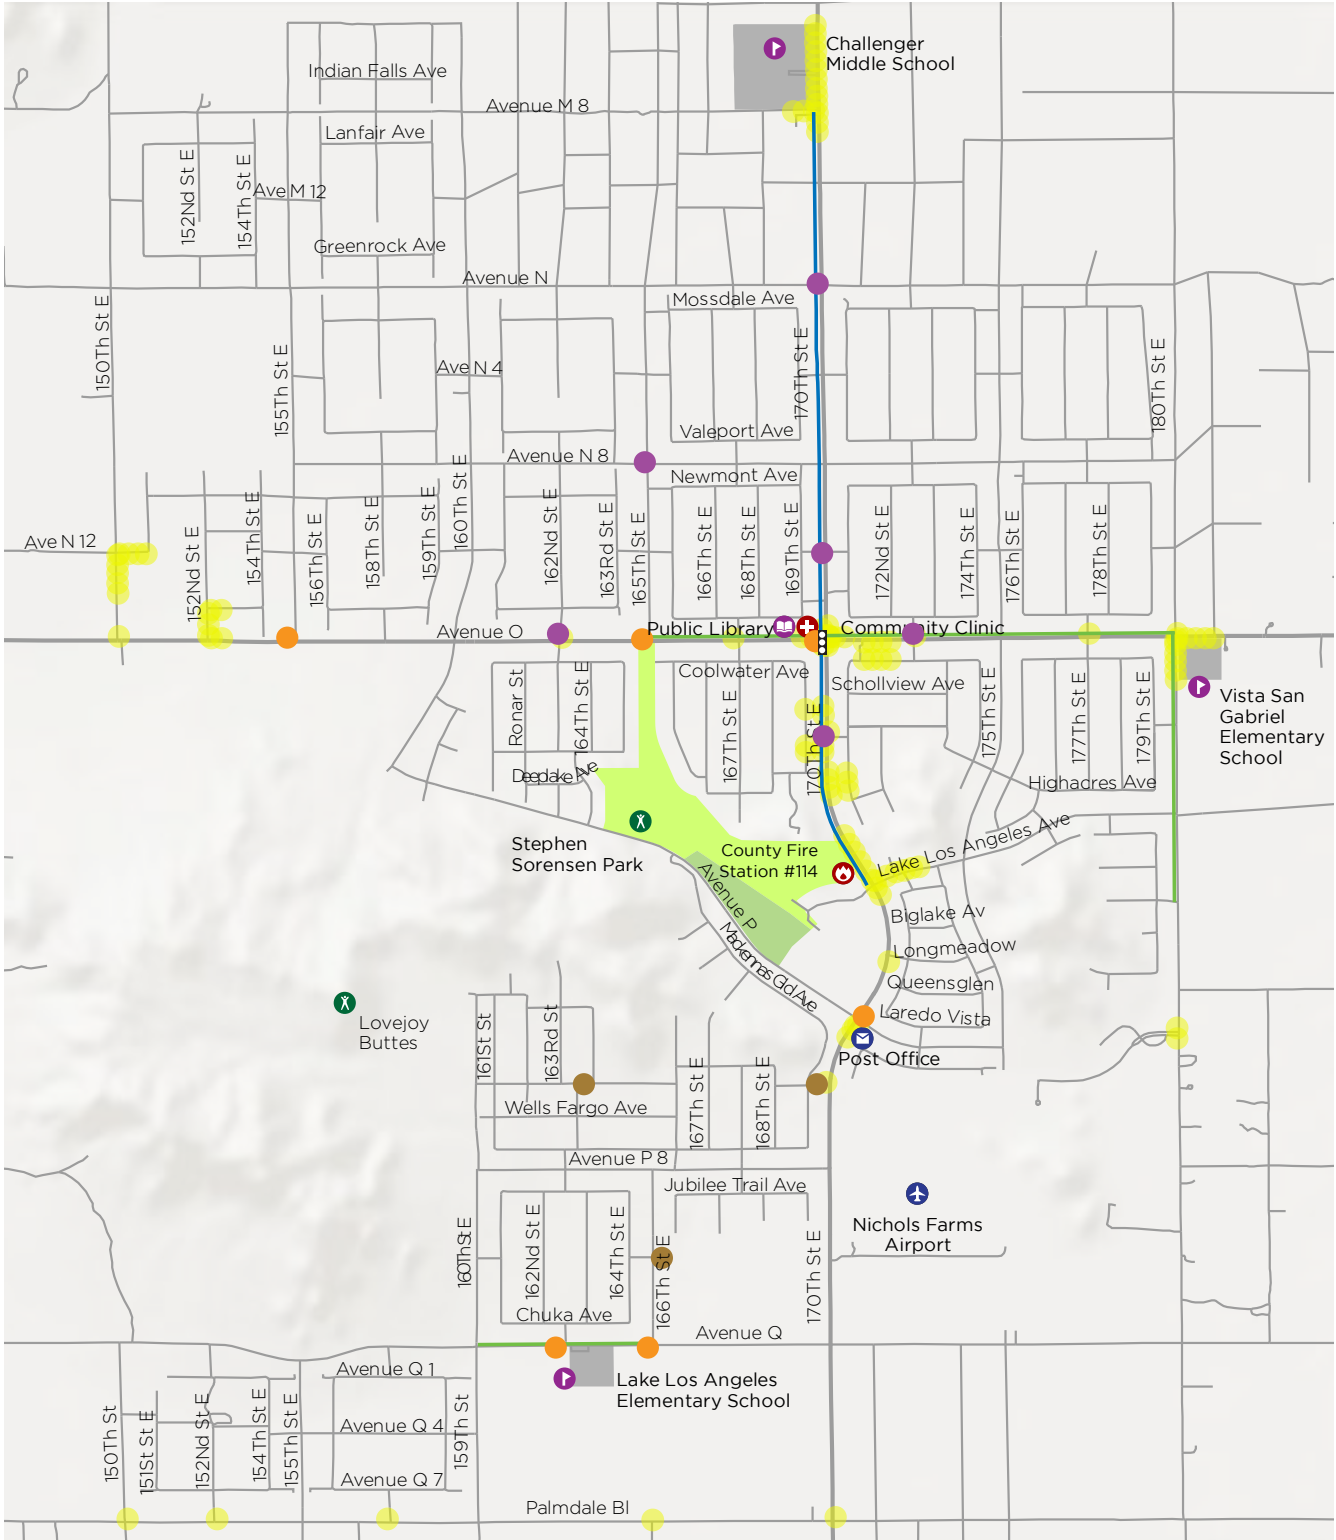 Challenger
Middle School
Indian Falls Ave
Avenue M 8
Lanfair Ave
152Nd St E
154Th St E
Ave M 12
Greenrock Ave
Avenue N
Mossdale Ave
150Th St E
155Th St E
Ave N 4
170Th St E
180Th St E
Valeport Ave
Avenue N 8
Newmont Ave
Ave N 12
152Nd St E
154Th St E
156Th St E
158Th St E
159Th St E
160Th St E
162Nd St E
163Rd St E
165Th St E
166Th St E
168Th St E
169Th St E
172Nd St E
174Th St E
176Th St E
178Th St E
Avenue O
Public Library
Community Clinic
Coolwater Ave
Schollview Ave
Ronar St
164Th St E
167Th St E
170Th St E
175Th St E
177Th St E
179Th St E
Vista San
Gabriel
Elementary
School
Deepake Ave
Highacres Ave
Stephen
Sorensen Park
County Fire
Station #114
Lake Los Angeles Ave
Avenue P
Biglake Av
Longmeadow
Queensglen
Laredo Vista
Lovejoy
Buttes
161St St
163Rd St
Post Office
Wells Fargo Ave
167Th St E
168Th St E
Avenue P 8
Jubilee Trail Ave
Nichols Farms
Airport
160Th St E
162Nd St E
164Th St E
166Th St E
170Th St E
Chuka Ave
Avenue Q
Avenue Q 1
Lake Los Angeles
Elementary School
150Th St
151St St E
152Nd St E
154Th St E
155Th St E
159Th St
Avenue Q 4
Avenue Q 7
Palmdale Bl